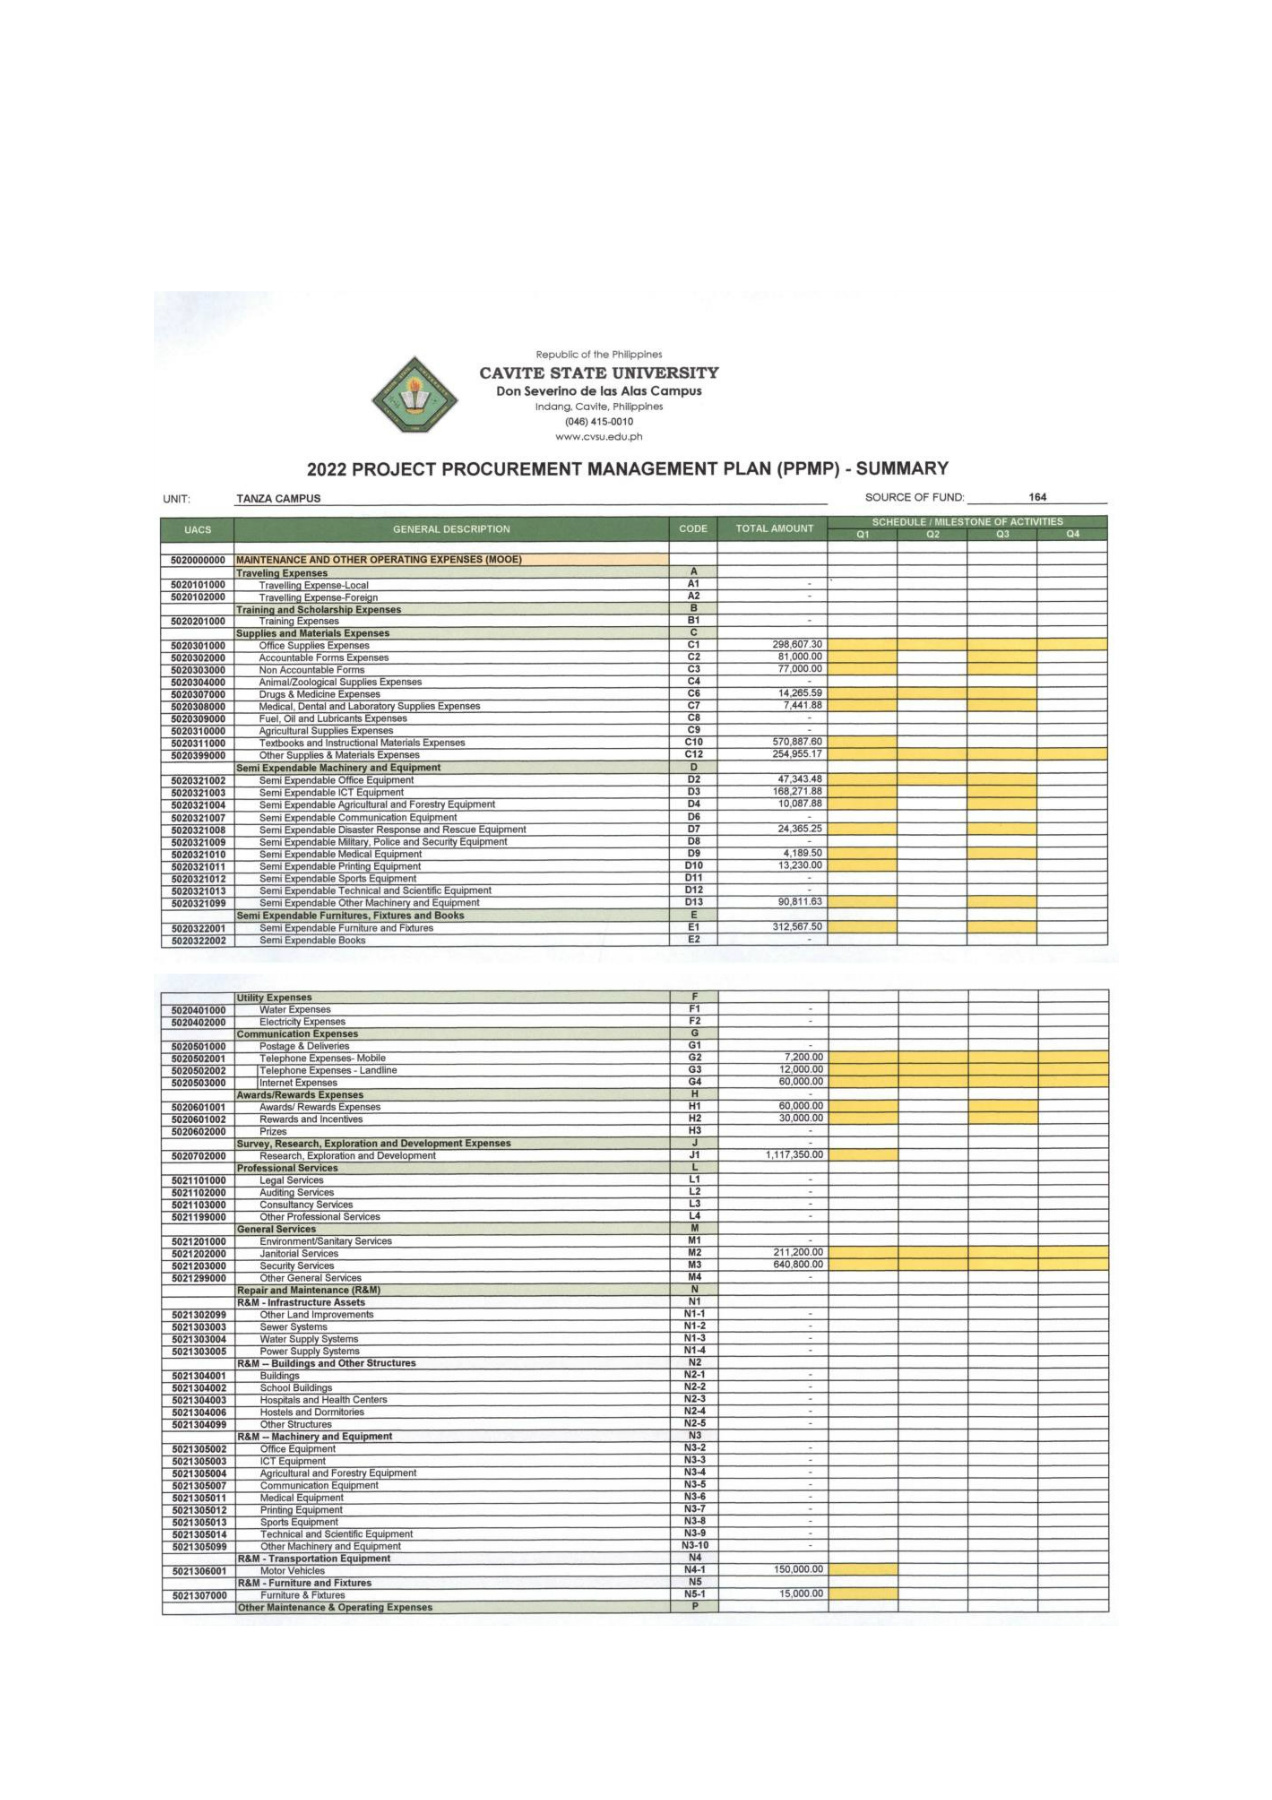 Republic of the Philippines
CAVITE STATE UNIVERSITY
Don Severino de las Alas Campus
Indang, Cavite, Philippines
(046) 415-0010
www.cvsu.edu.ph
2022 PROJECT PROCUREMENT MANAGEMENT PLAN (PPMP) - SUMMARY
UNIT: TANZA CAMPUS SOURCE OF FUND: 164
UACS GENERAL DESCRIPTION CODE TOTAL AMOUNT SCHEDULE / MILESTONE OF ACTIVITIES
Q1 Q2 Q3 Q4
5020000000 MAINTENANCE AND OTHER OPERATING EXPENSES (MOOE)
Traveling Expenses A
5020101000 Travelling Expense-Local A1 -
5020102000 Travelling Expense-Foreign A2 -
Training and Scholarship Expenses B
5020201000 Training Expenses B1 -
Supplies and Materials Expenses C
5020301000 Office Supplies Expenses C1 298,607.30
5020302000 Accountable Forms Expenses C2 81,000.00
5020303000 Non Accountable Forms C3 77,000.00
5020304000 Animal/Zoological Supplies Expenses C4 -
5020307000 Drugs & Medicine Expenses C6 14,265.59
5020308000 Medical, Dental and Laboratory Supplies Expenses C7 7,441.88
5020309000 Fuel, Oil and Lubricants Expenses C8 -
5020310000 Agricultural Supplies Expenses C9 -
5020311000 Textbooks and Instructional Materials Expenses C10 570,887.60
5020399000 Other Supplies & Materials Expenses C12 254,955.17
Semi Expendable Machinery and Equipment D
5020321002 Semi Expendable Office Equipment D2 47,343.48
5020321003 Semi Expendable ICT Equipment D3 168,271.88
5020321004 Semi Expendable Agricultural and Forestry Equipment D4 10,087.88
5020321007 Semi Expendable Communication Equipment D6 -
5020321008 Semi Expendable Disaster Response and Rescue Equipment D7 24,365.25
5020321009 Semi Expendable Military, Police and Security Equipment D8 -
5020321010 Semi Expendable Medical Equipment D9 4,189.50
5020321011 Semi Expendable Printing Equipment D10 13,230.00
5020321012 Semi Expendable Sports Equipment D11 -
5020321013 Semi Expendable Technical and Scientific Equipment D12 -
5020321099 Semi Expendable Other Machinery and Equipment D13 90,811.63
Semi Expendable Furnitures, Fixtures and Books E
5020322001 Semi Expendable Furniture and Fixtures E1 312,567.50
5020322002 Semi Expendable Books E2 -
Utility Expenses F
5020401000 Water Expenses F1 -
5020402000 Electricity Expenses F2 -
Communication Expenses G
5020501000 Postage & Deliveries G1 -
5020502001 Telephone Expenses- Mobile G2 7,200.00
5020502002 Telephone Expenses - Landline G3 12,000.00
5020503000 Internet Expenses G4 60,000.00
Awards/Rewards Expenses H -
5020601001 Awards/ Rewards Expenses H1 60,000.00
5020601002 Rewards and Incentives H2 30,000.00
5020602000 Prizes H3 -
Survey, Research, Exploration and Development Expenses J -
5020702000 Research, Exploration and Development J1 1,117,350.00
Professional Services L
5021101000 Legal Services L1 -
5021102000 Auditing Services L2 -
5021103000 Consultancy Services L3 -
5021199000 Other Professional Services L4 -
General Services M
5021201000 Environment/Sanitary Services M1 -
5021202000 Janitorial Services M2 211,200.00
5021203000 Security Services M3 640,800.00
5021299000 Other General Services M4 -
Repair and Maintenance (R&M) N
R&M - Infrastructure Assets N1
5021302099 Other Land Improvements N1-1 -
5021303003 Sewer Systems N1-2 -
5021303004 Water Supply Systems N1-3 -
5021303005 Power Supply Systems N1-4 -
R&M – Buildings and Other Structures N2
5021304001 Buildings N2-1 -
5021304002 School Buildings N2-2 -
5021304003 Hospitals and Health Centers N2-3 -
5021304006 Hostels and Dormitories N2-4 -
5021304099 Other Structures N2-5 -
R&M – Machinery and Equipment N3
5021305002 Office Equipment N3-2 -
5021305003 ICT Equipment N3-3 -
5021305004 Agricultural and Forestry Equipment N3-4 -
5021305007 Communication Equipment N3-5 -
5021305011 Medical Equipment N3-6 -
5021305012 Printing Equipment N3-7 -
5021305013 Sports Equipment N3-8 -
5021305014 Technical and Scientific Equipment N3-9 -
5021305099 Other Machinery and Equipment N3-10 -
R&M - Transportation Equipment N4
5021306001 Motor Vehicles N4-1 150,000.00
R&M - Furniture and Fixtures N5
5021307000 Furniture & Fixtures N5-1 15,000.00
Other Maintenance & Operating Expenses P